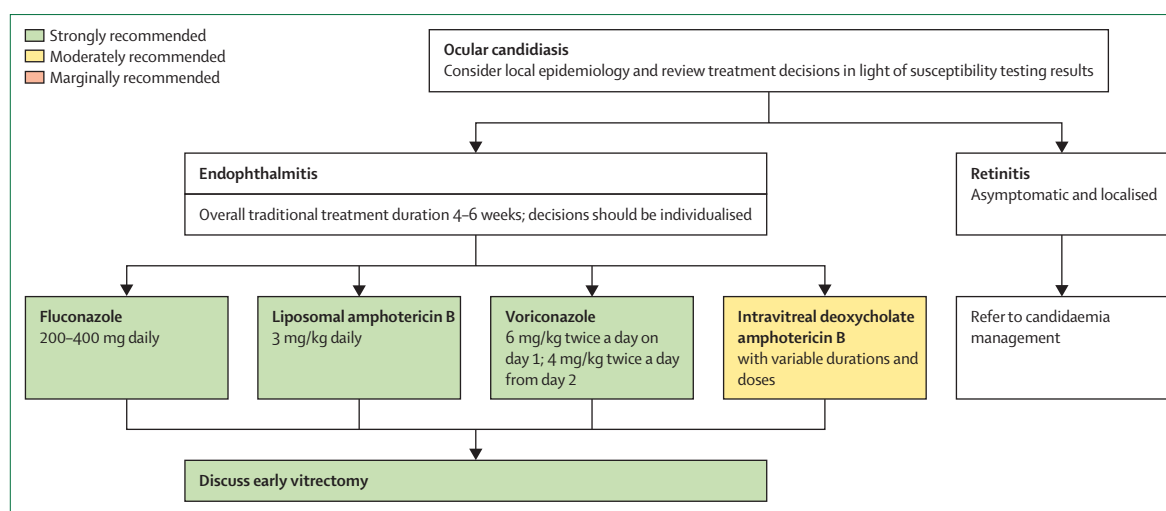 Strongly recommended
Moderately recommended
Marginally recommended
Ocular candidiasis
Consider local epidemiology and review treatment decisions in light of susceptibility testing results
Endophthalmitis
Overall traditional treatment duration 4–6 weeks; decisions should be individualised
Retinitis
Asymptomatic and localised
Fluconazole
200–400 mg daily
Liposomal amphotericin B
3 mg/kg daily
Voriconazole
6 mg/kg twice a day on
day 1; 4 mg/kg twice a day
from day 2
Intravitreal deoxycholate
amphotericin B
with variable durations and
doses
Refer to candidaemia
management
Discuss early vitrectomy